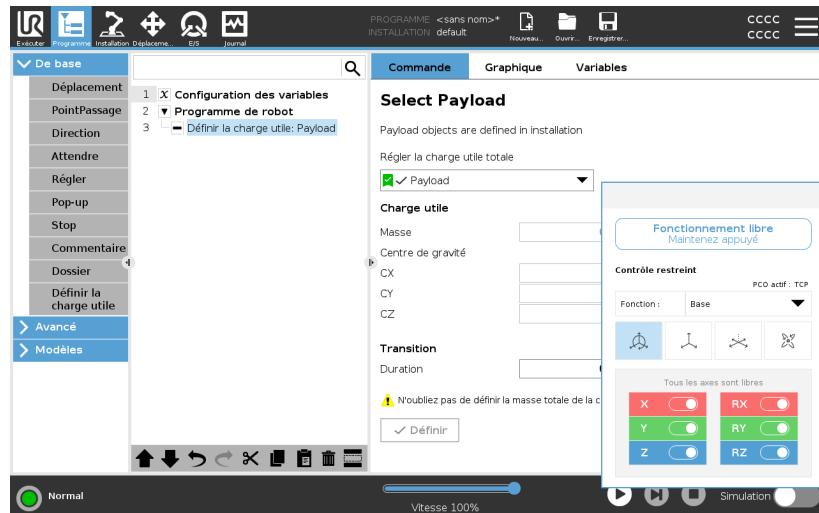 PROGRAMME <sans nom>*
INSTALLATION default
CCCC
CCCC
Exécuter
Programme
Installation
Déplaceme...
E/S
Journal
Nouveau...
Ouvrir...
Enregistrer...
De base
Déplacement
PointPassage
Direction
Attendre
Régler
Pop-up
Stop
Commentaire
Dossier
Définir la
charge utile
Avancé
Modèles
1 X Configuration des variables
2 Programme de robot
3 Définir la charge utile: Payload
Commande
Graphique
Variables
Select Payload
Payload objects are defined in installation
Régler la charge utile totale
Payload
Charge utile
Masse
Centre de gravité
CX
CY
CZ
Transition
Duration
N'oubliez pas de définir la masse totale de la c
Définir
Fonctionnement libre
Maintenez appuyé
Contrôle restreint
PCO actif : TCP
Fonction :
Base
Tous les axes sont libres
X
RX
Y
RY
Z
RZ
Normal
Vitesse 100%
Simulation